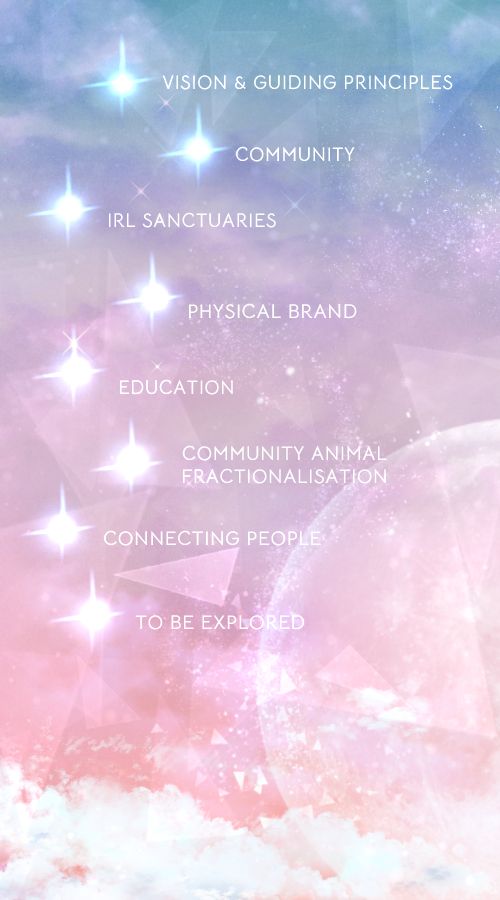 VISION & GUIDING PRINCIPLES
COMMUNITY
IRL SANCTUARIES
PHYSICAL BRAND
EDUCATION
COMMUNITY ANIMAL
FRACTIONALISATION
CONNECTING PEOPLE
TO BE EXPLORED